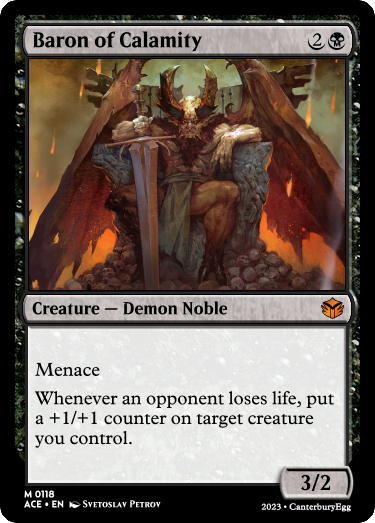 Baron of Calamity 2
Creature — Demon Noble
Menace
Whenever an opponent loses life, put
a +1/+1 counter on target creature
you control.
3/2
M 0118
ACE • EN Svetoslav Petrov
2023 • CanterburyEgg